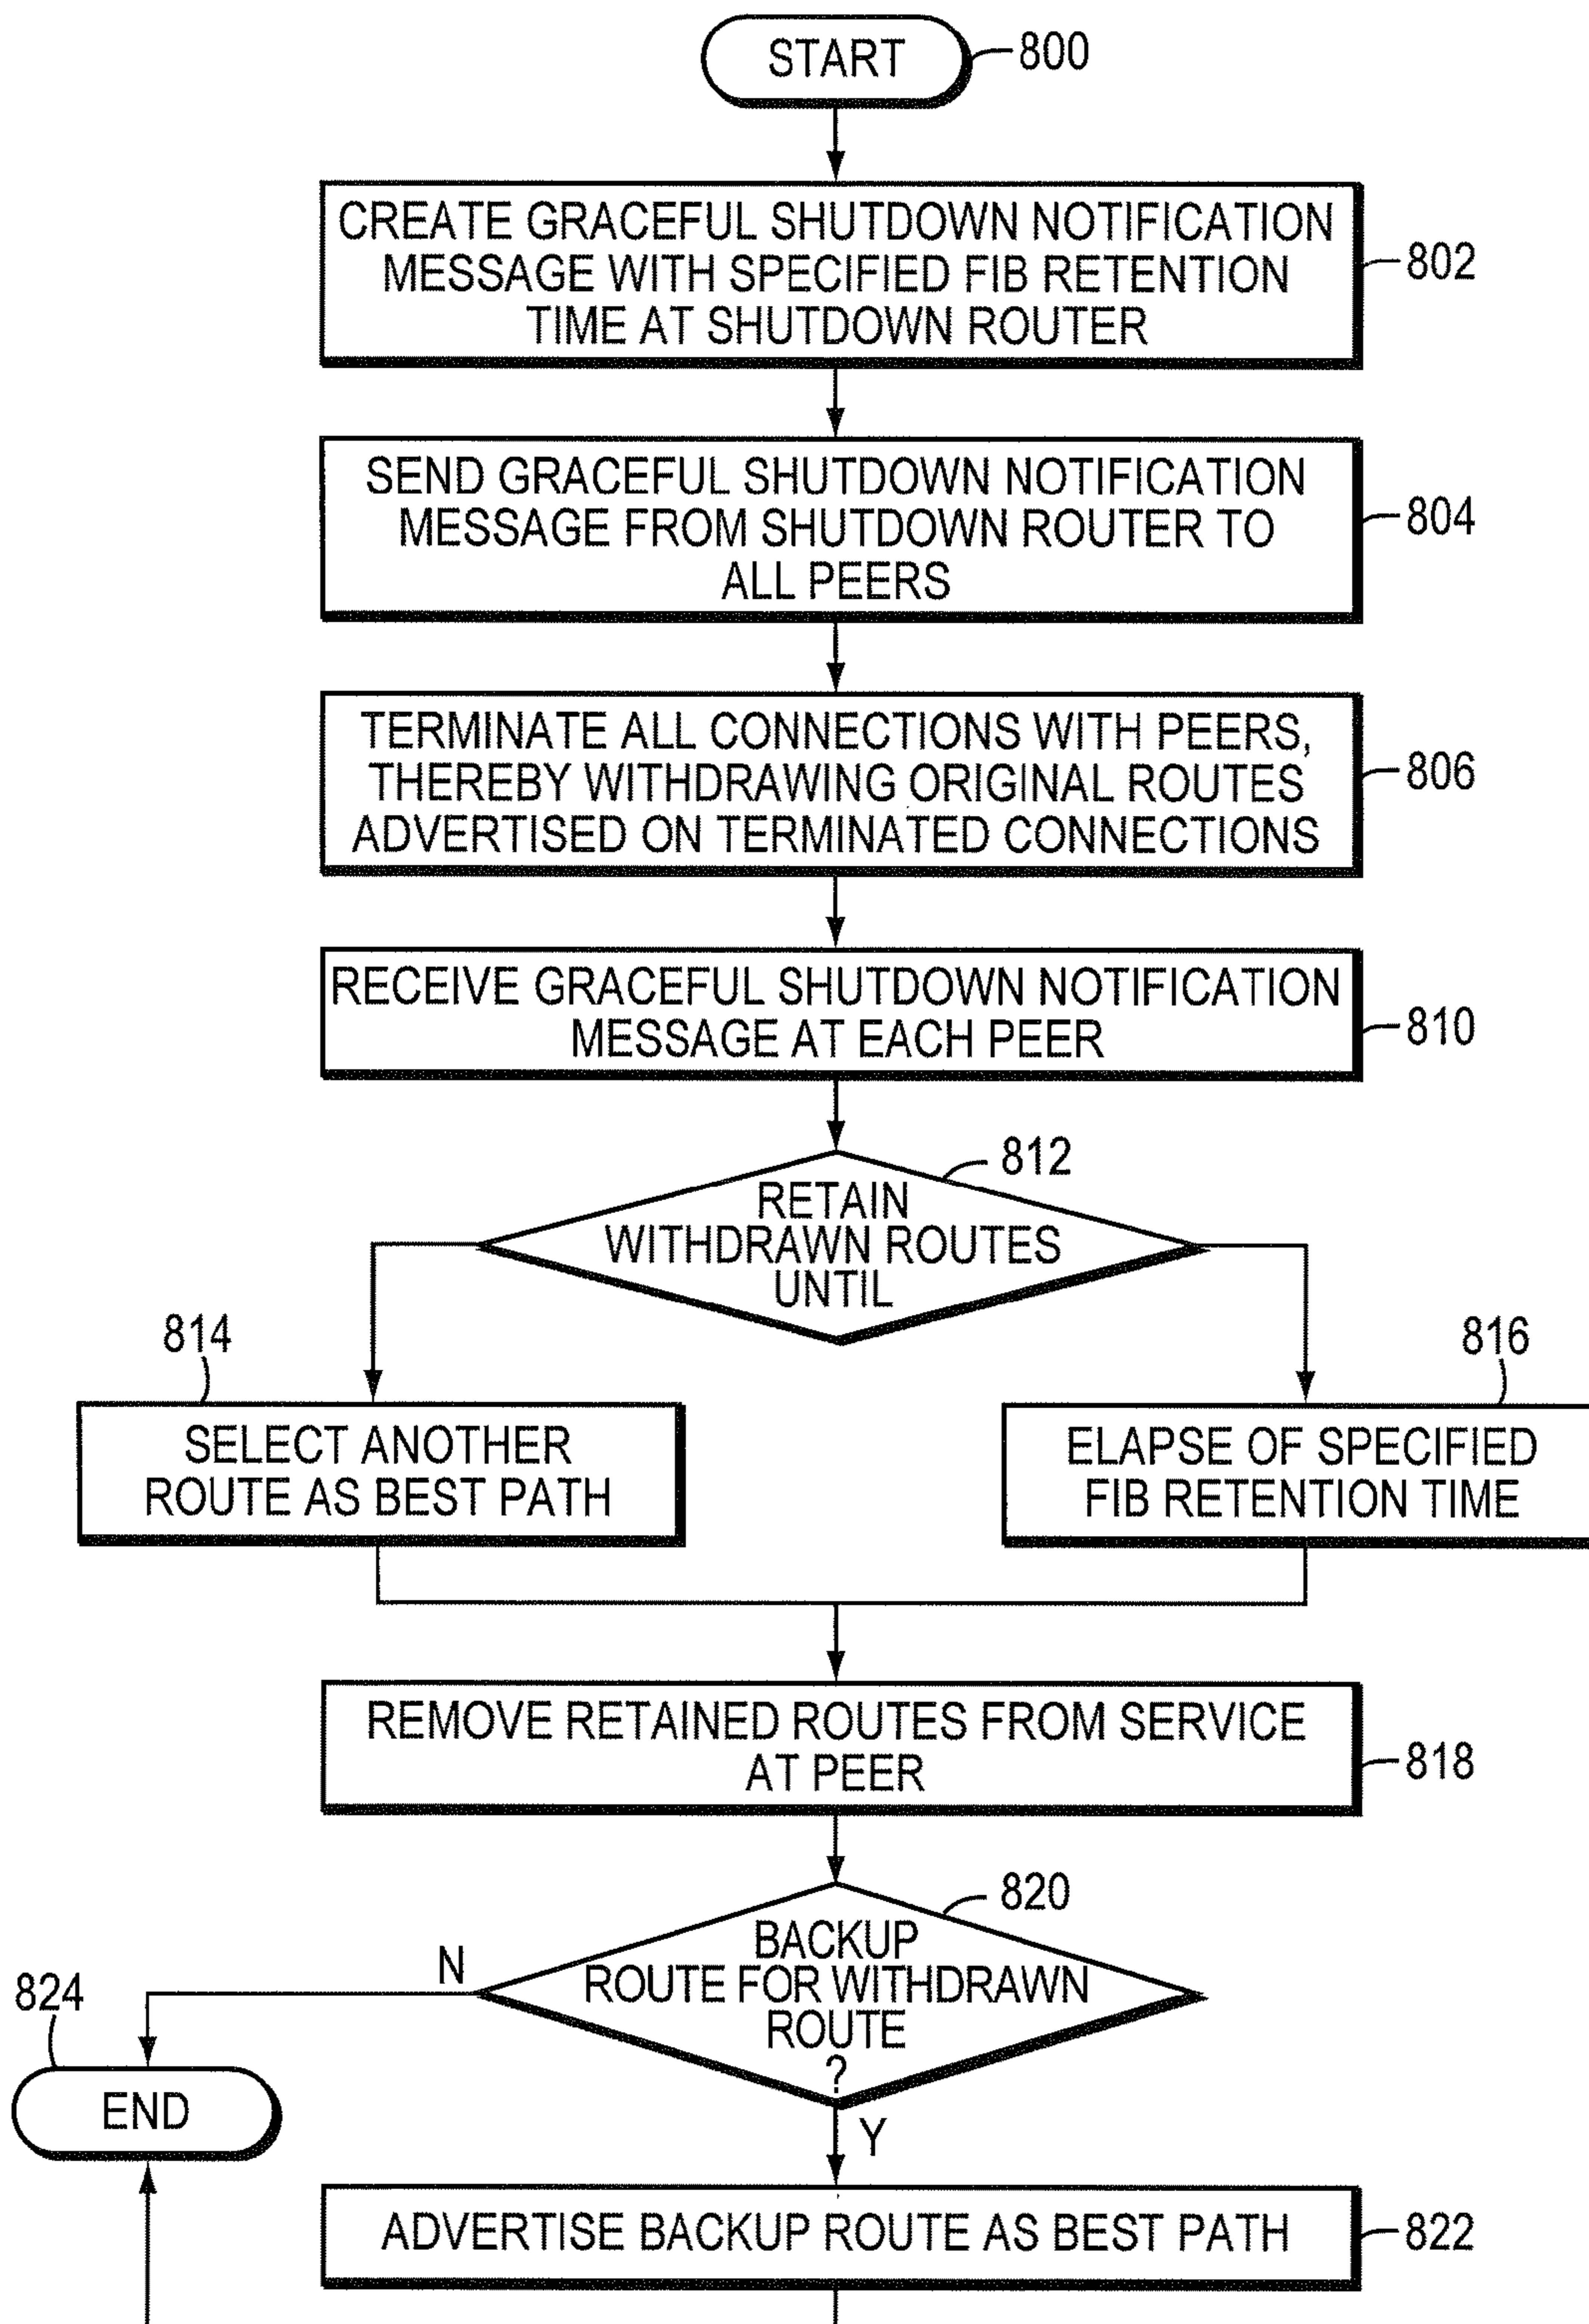 START
800
CREATE GRACEFUL SHUTDOWN NOTIFICATION
MESSAGE WITH SPECIFIED FIB RETENTION
TIME AT SHUTDOWN ROUTER
802
SEND GRACEFUL SHUTDOWN NOTIFICATION
MESSAGE FROM SHUTDOWN ROUTER TO
ALL PEERS
804
TERMINATE ALL CONNECTIONS WITH PEERS,
THEREBY WITHDRAWING ORIGINAL ROUTES
ADVERTISED ON TERMINATED CONNECTIONS
806
RECEIVE GRACEFUL SHUTDOWN NOTIFICATION
MESSAGE AT EACH PEER
810
812
RETAIN
WITHDRAWN ROUTES
UNTIL
814
SELECT ANOTHER
ROUTE AS BEST PATH
816
ELAPSE OF SPECIFIED
FIB RETENTION TIME
REMOVE RETAINED ROUTES FROM SERVICE
AT PEER
818
820
BACKUP
ROUTE FOR WITHDRAWN
ROUTE
?
N
824
END
Y
ADVERTISE BACKUP ROUTE AS BEST PATH
822